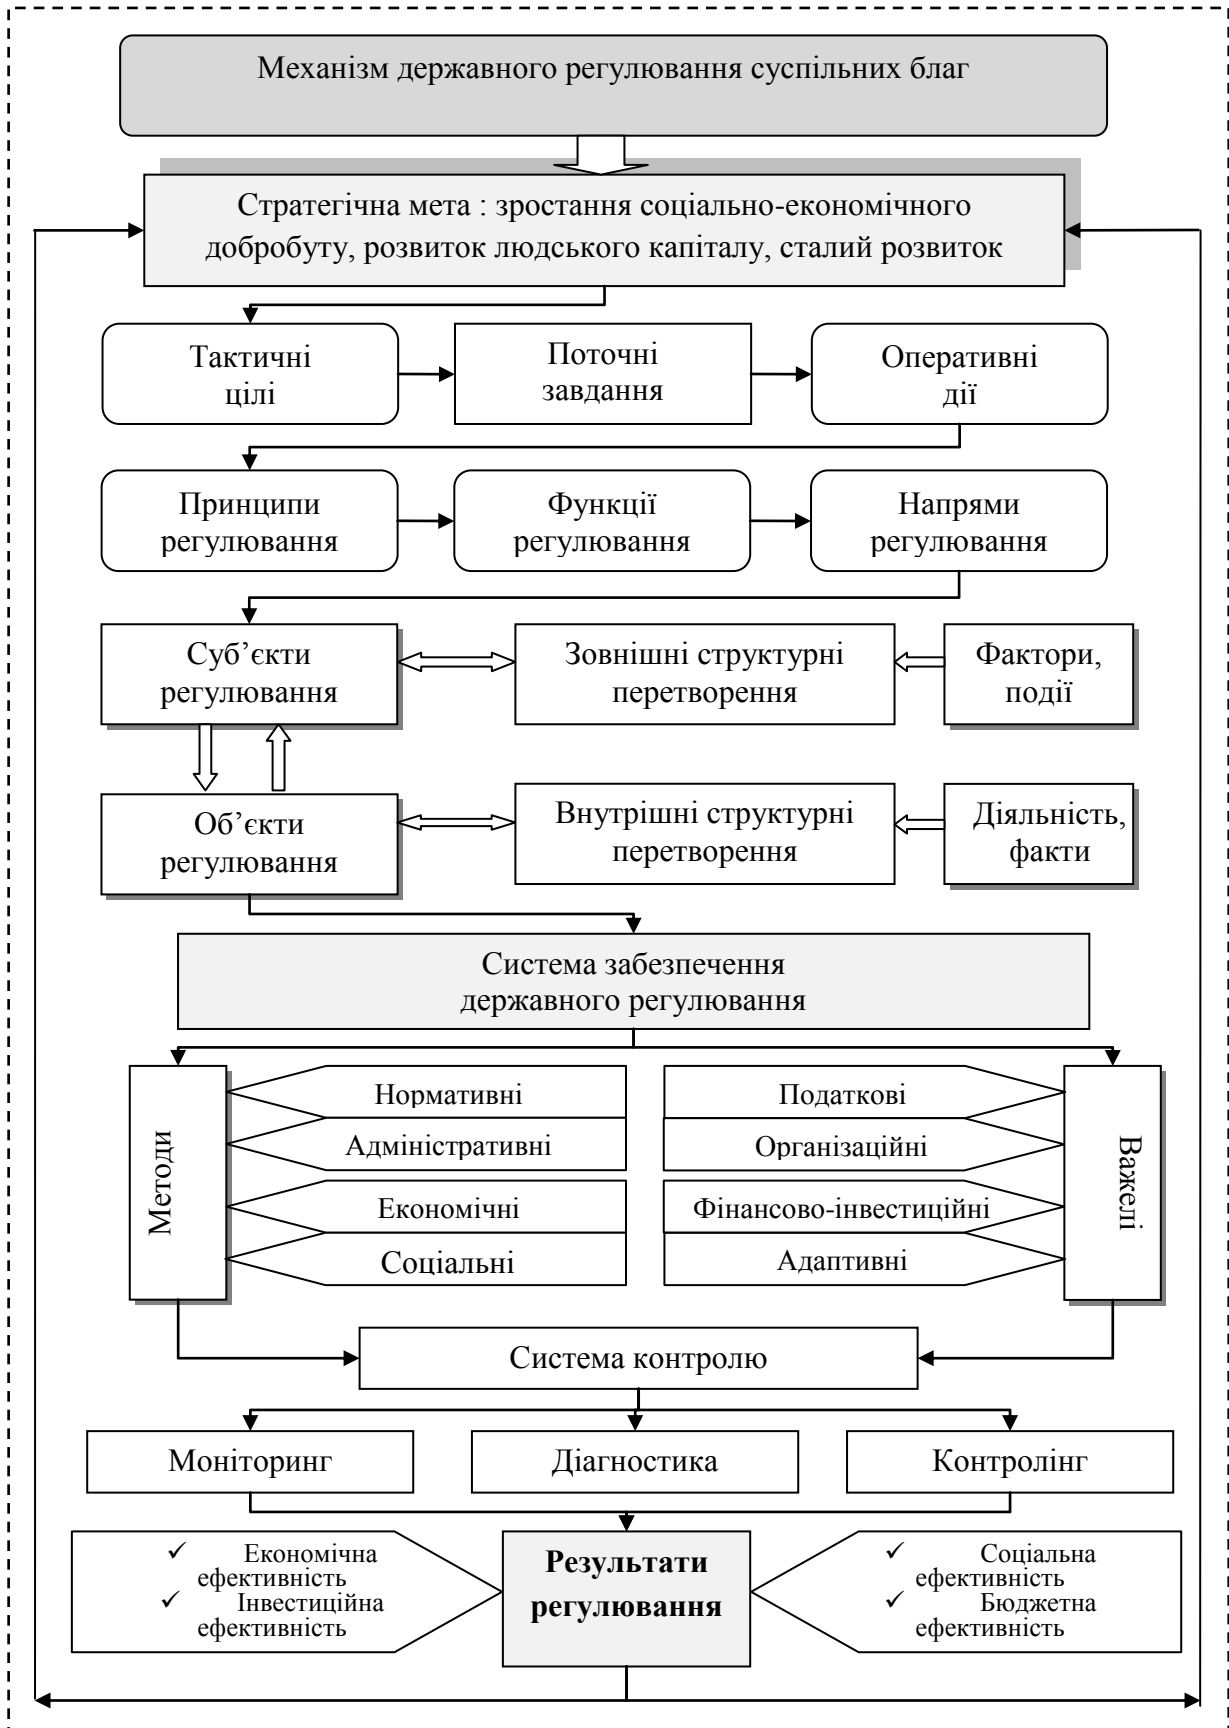 Механізм державного регулювання суспільних благ
Стратегічна мета : зростання соціально-економічного
добробуту, розвиток людського капіталу, сталий розвиток
Тактичні
цілі
Поточні
завдання
Оперативні
дії
Принципи
регулювання
Функції
регулювання
Напрями
регулювання
Суб’єкти
регулювання
Зовнішні структурні
перетворення
Фактори,
події
Об’єкти
регулювання
Внутрішні структурні
перетворення
Діяльність,
факти
Система забезпечення
державного регулювання
Методи
Нормативні
Адміністративні
Економічні
Соціальні
Податкові
Організаційні
Фінансово-інвестиційні
Адаптивні
Важелі
Система контролю
Моніторинг
Діагностика
Контролінг
✓ Економічна
ефективність
✓ Інвестиційна
ефективність
Результати
регулювання
✓ Соціальна
ефективність
✓ Бюджетна
ефективність